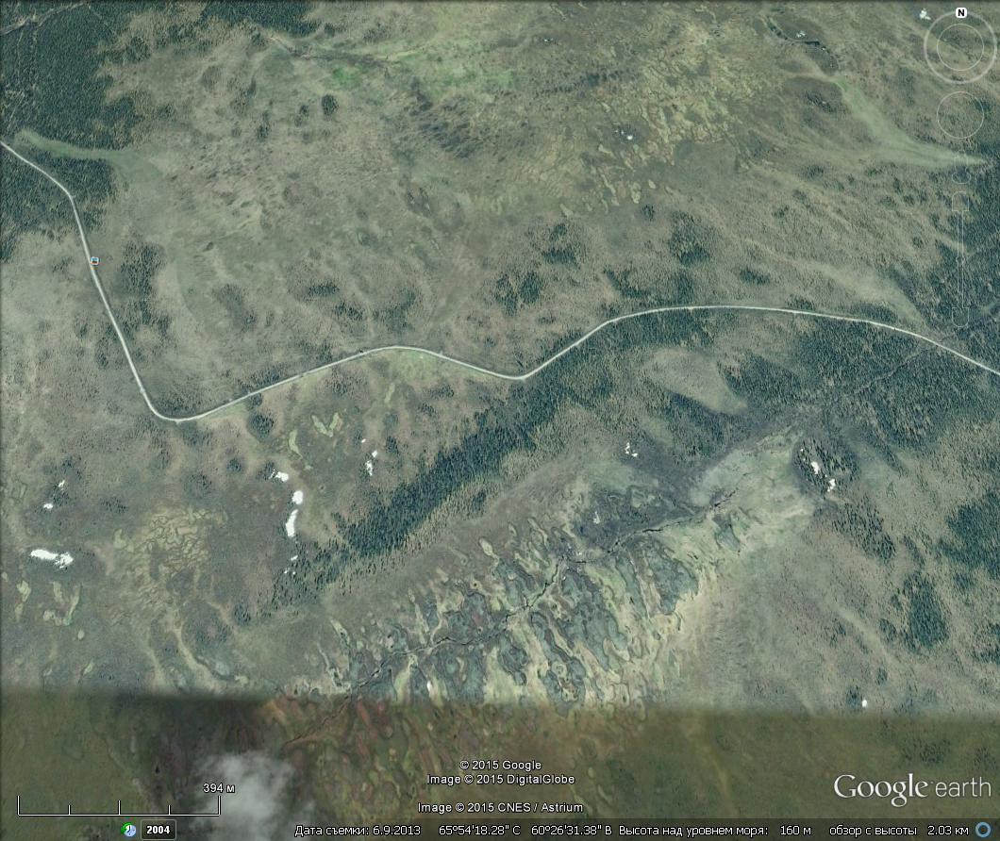 N
© 2015 Google
Image © 2015 DigitalGlobe
394 м
Google earth
Image © 2015 CNES / Astrium
2004
Дата съемки: 6.9.2013 65°54'18.28" С 60°26'31.38" В Высота над уровнем моря: 160 м обзор с высоты 2.03 км